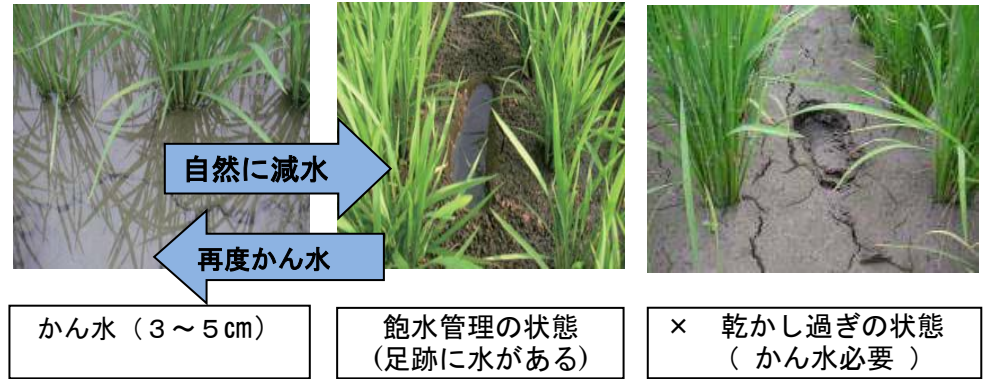 自然に減水
再度かん水
かん水（３～５㎝）
飽水管理の状態
(足跡に水がある)
×　乾かし過ぎの状態
（ かん水必要 ）